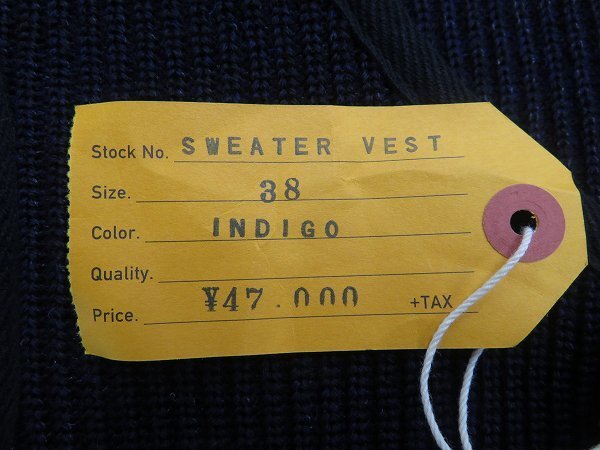 Stock No. SWEATER VEST
Size. 38
Color. INDIGO
Quality.
Price. ¥47.000 +TAX